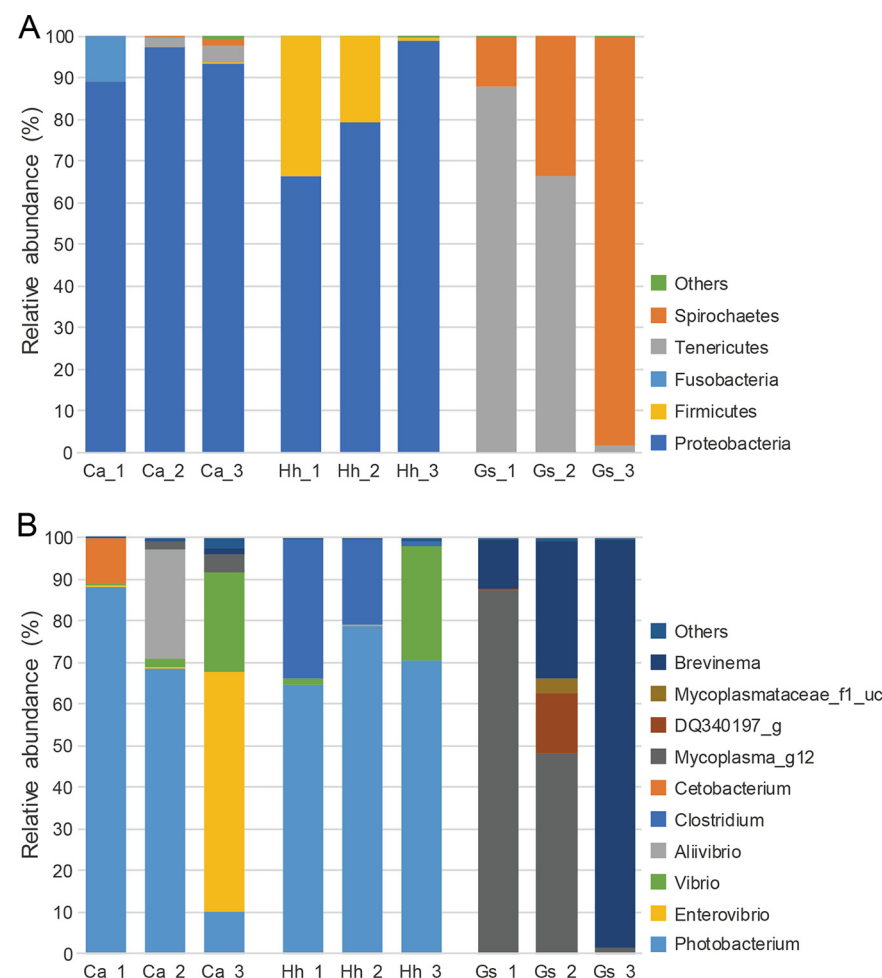 A
Relative abundance (%)
100
90
80
70
60
50
40
30
20
10
0
Ca_1 Ca_2 Ca_3 Hh_1 Hh_2 Hh_3 Gs_1 Gs_2 Gs_3
Others
Spirochaetes
Tenericutes
Fusobacteria
Firmicutes
Proteobacteria
B
Relative abundance (%)
100
90
80
70
60
50
40
30
20
10
0
Ca_1 Ca_2 Ca_3 Hh_1 Hh_2 Hh_3 Gs_1 Gs_2 Gs_3
Others
Brevinema
Mycoplasmataceae_f1_uc
DQ340197_g
Mycoplasma_g12
Cetobacterium
Clostridium
Aliivibrio
Vibrio
Enterovibrio
Photobacterium